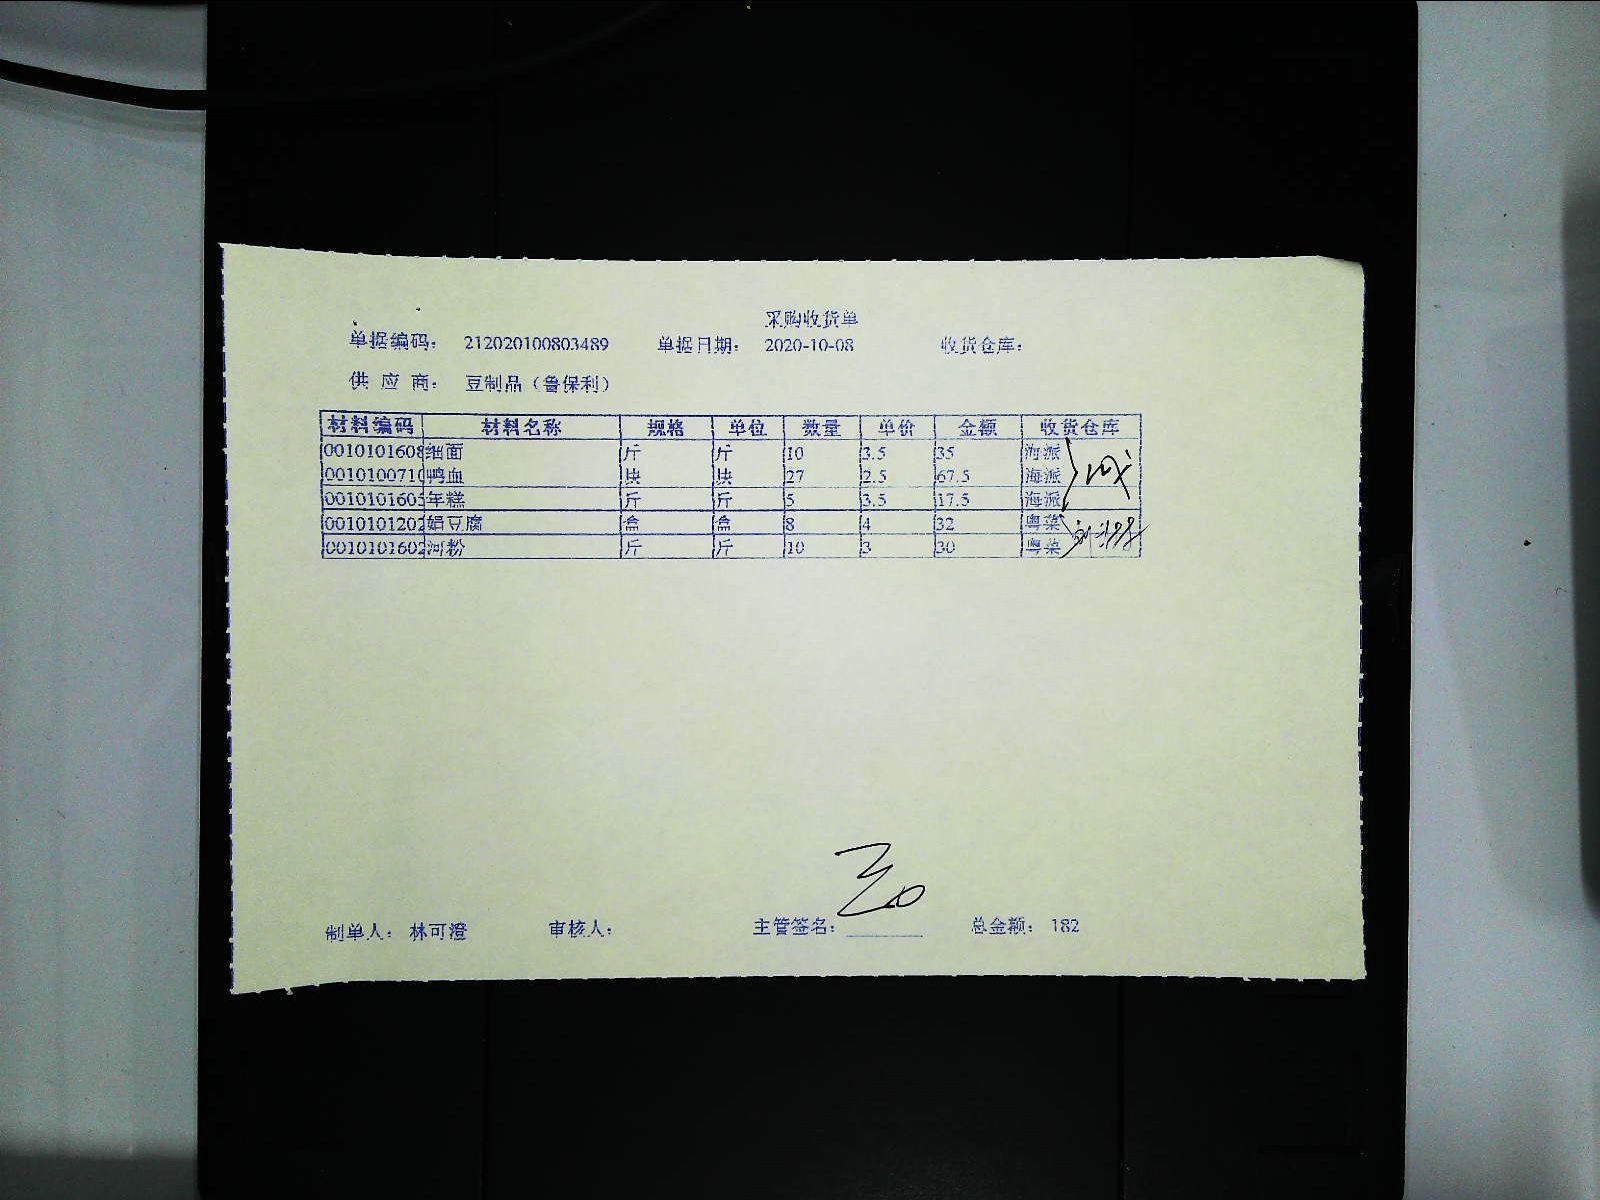 采购收货单
单据编码： 212020100803489 单据日期： 2020-10-08 收货仓库：
供 应 商： 豆制品（鲁保利）
材料编码 材料名称 规格 单位 数量 单价 金额 收货仓库
0010101608 细面 斤 斤 10 3.5 35 海派
0010100710 鸭血 块 块 27 2.5 67.5 海派
0010101605 年糕 斤 斤 5 3.5 17.5 海派
0010101202 绢豆腐 盒 盒 8 4 32 粤菜
0010101602 河粉 斤 斤 10 3 30 粤菜
制单人： 林可澄 审核人： 主管签名： 总金额： 182